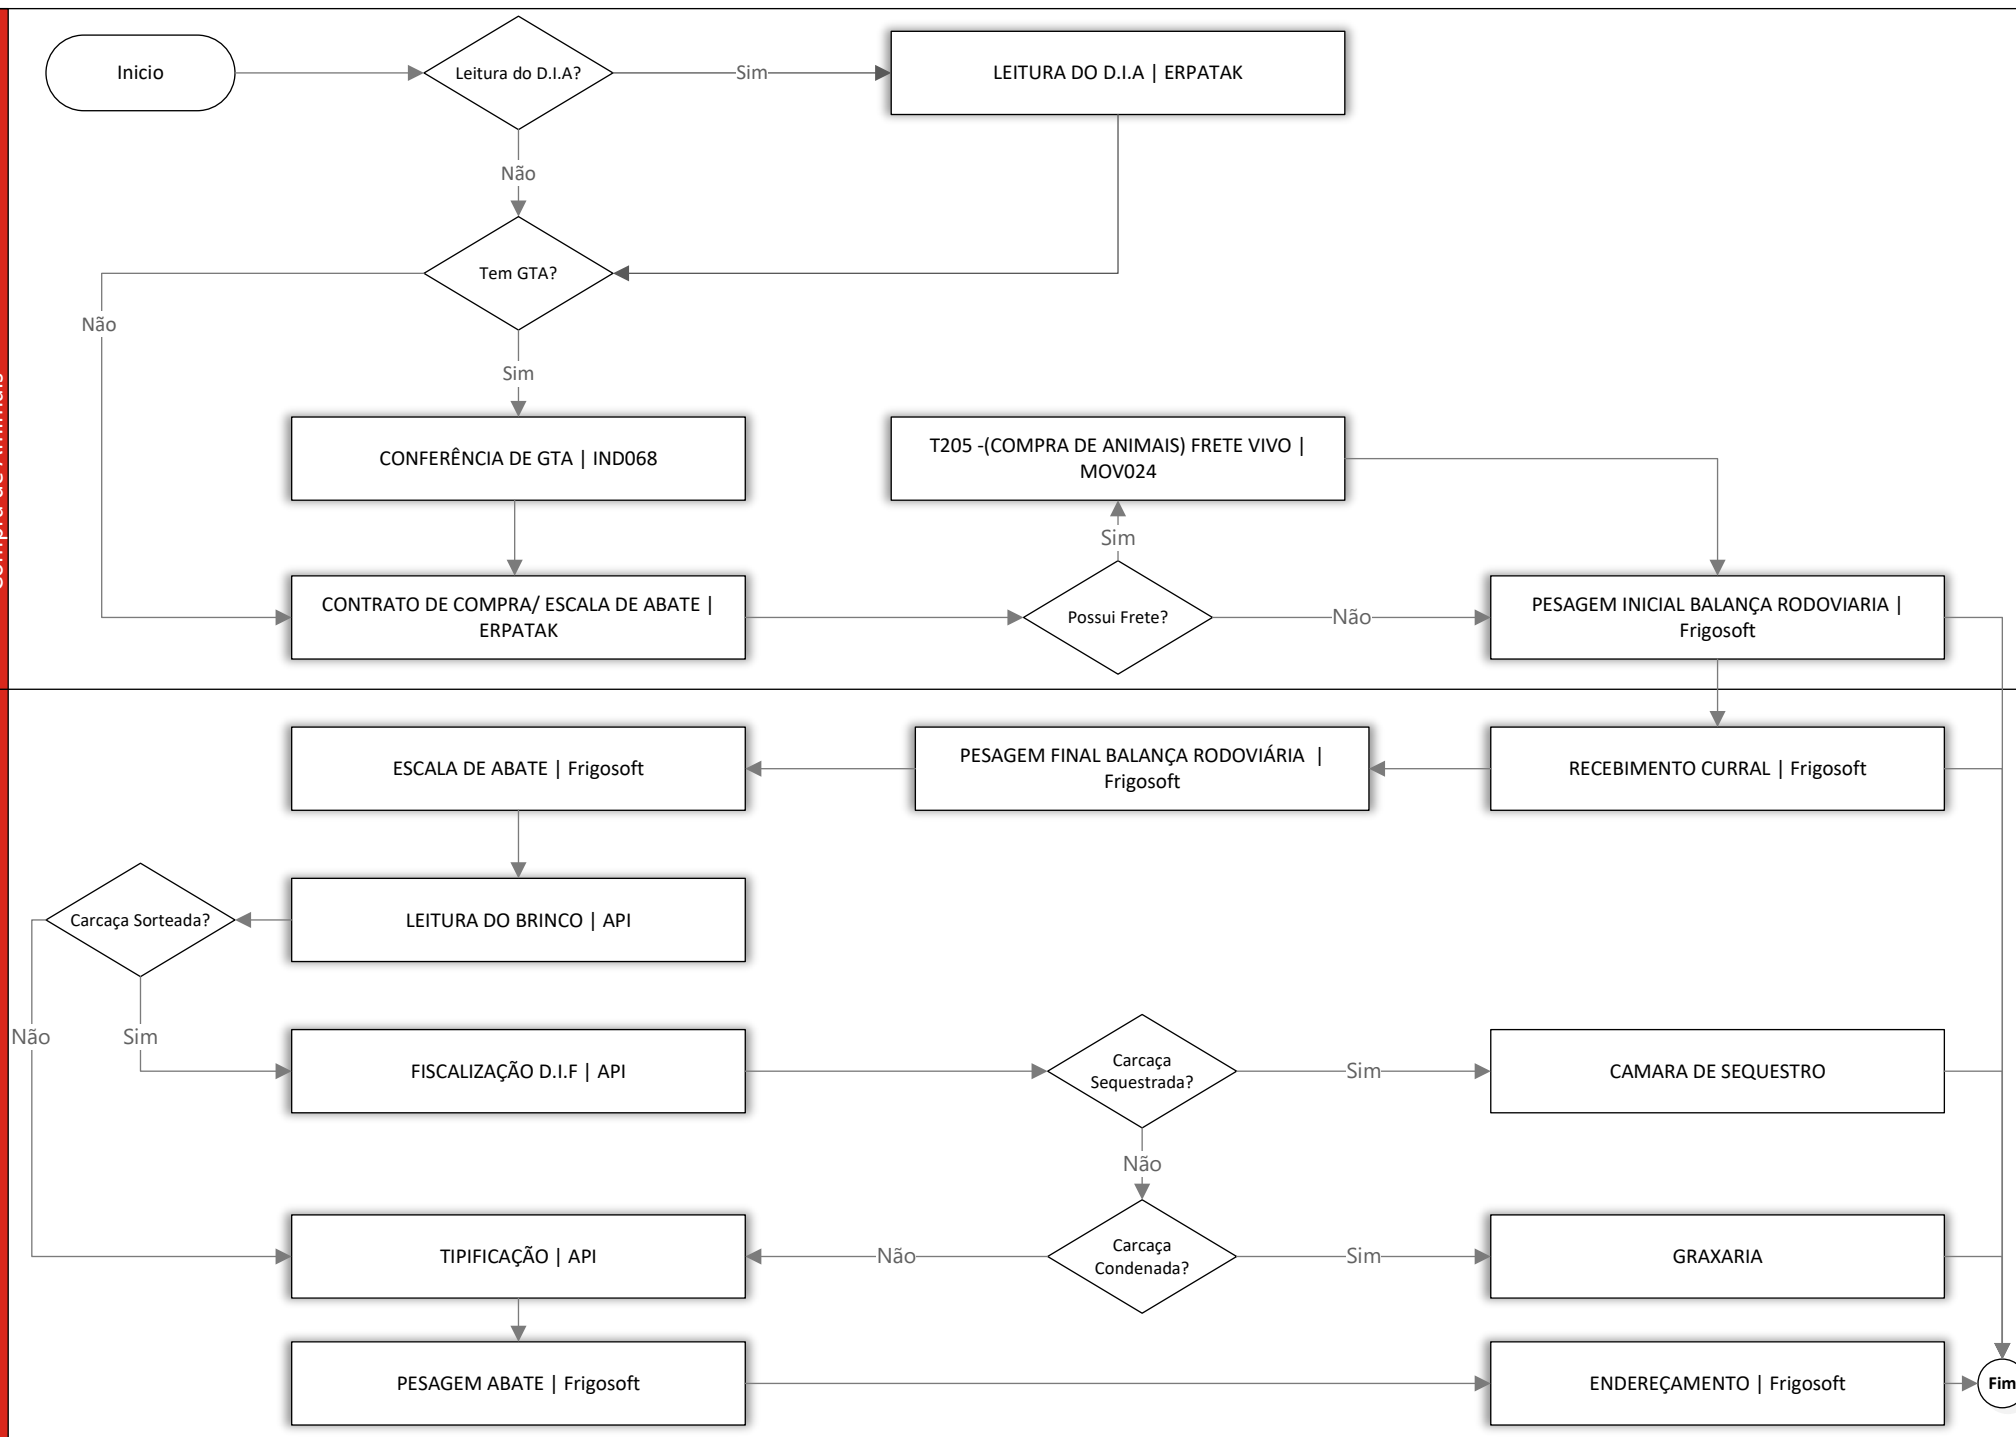 Inicio
Leitura do D.I.A?
Sim
LEITURA DO D.I.A | ERPATAK
Não
Tem GTA?
Não
Sim
CONFERÊNCIA DE GTA | IND068
T205 -(COMPRA DE ANIMAIS) FRETE VIVO |
MOV024
Sim
CONTRATO DE COMPRA/ ESCALA DE ABATE |
ERPATAK
Possui Frete?
Não
PESAGEM INICIAL BALANÇA RODOVIARIA |
Frigosoft
ESCALA DE ABATE | Frigosoft
PESAGEM FINAL BALANÇA RODOVIÁRIA |
Frigosoft
RECEBIMENTO CURRAL | Frigosoft
Carcaça Sorteada?
LEITURA DO BRINCO | API
Não
Sim
FISCALIZAÇÃO D.I.F | API
Carcaça
Sequestrada?
Sim
CAMARA DE SEQUESTRO
Não
TIPIFICAÇÃO | API
Não
Carcaça
Condenada?
Sim
GRAXARIA
PESAGEM ABATE | Frigosoft
ENDEREÇAMENTO | Frigosoft
Fim